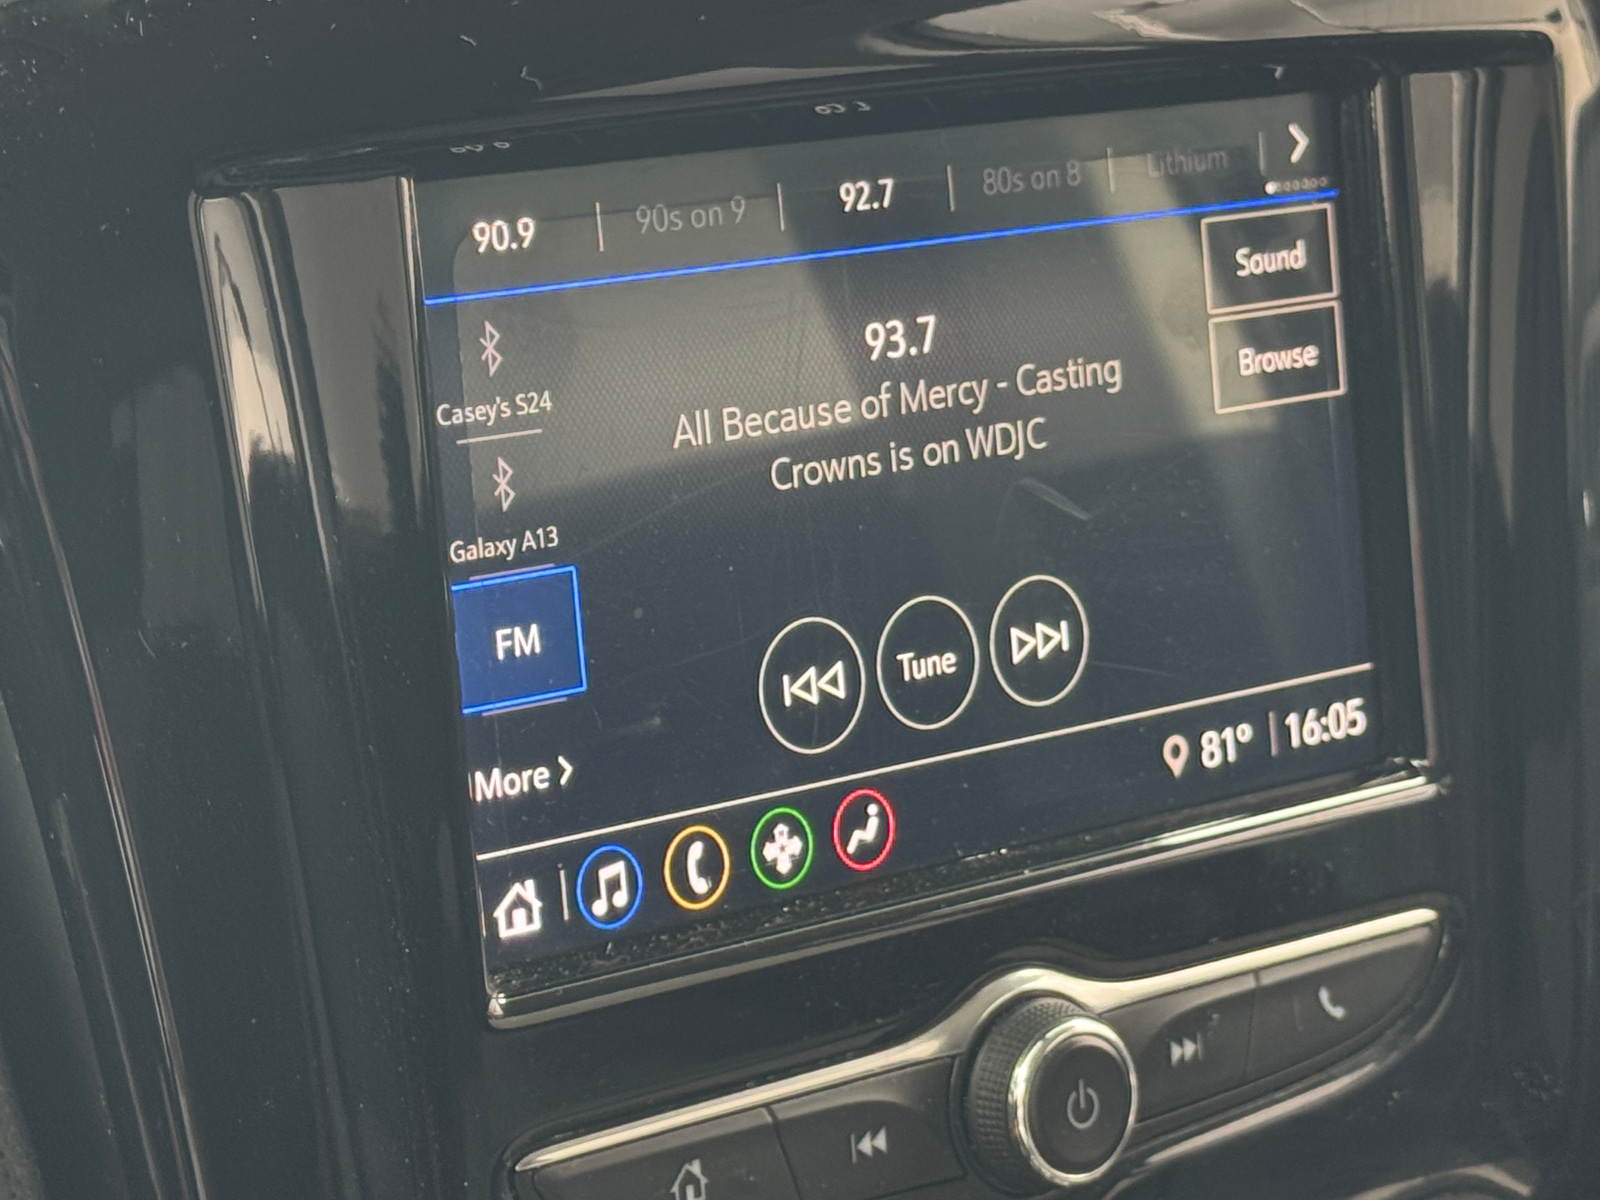 90.9 | 90s on 9 | 92.7 | 80s on 8 | Lithium |
Sound
Browse
93.7
All Because of Mercy - Casting
Crowns is on WDJC
Casey's S24
Galaxy A13
FM
Tune
More
81° | 16:05